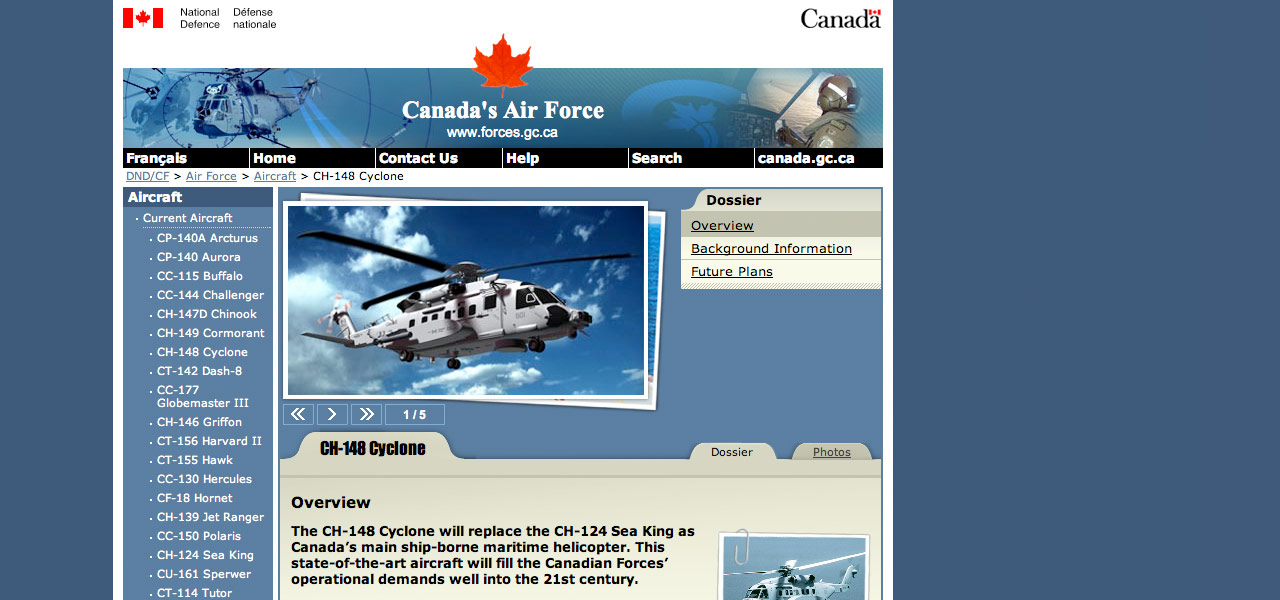 National Défense
Defence nationale
Canada
Canada's Air Force
www.forces.gc.ca
Français Home Contact Us Help Search canada.gc.ca
DND/CF > Air Force > Aircraft > CH-148 Cyclone
Aircraft
Current Aircraft
CP-140A Arcturus
CP-140 Aurora
CC-115 Buffalo
CC-144 Challenger
CH-147D Chinook
CH-149 Cormorant
CH-148 Cyclone
CT-142 Dash-8
CC-177
Globemaster III
CH-146 Griffon
CT-156 Harvard II
CT-155 Hawk
CC-130 Hercules
CF-18 Hornet
CH-139 Jet Ranger
CC-150 Polaris
CH-124 Sea King
CU-161 Sperwer
CT-114 Tutor
1 / 5
Dossier
Overview
Background Information
Future Plans
CH-148 Cyclone
Dossier Photos
Overview
The CH-148 Cyclone will replace the CH-124 Sea King as
Canada’s main ship-borne maritime helicopter. This
state-of-the-art aircraft will fill the Canadian Forces’
operational demands well into the 21st century.